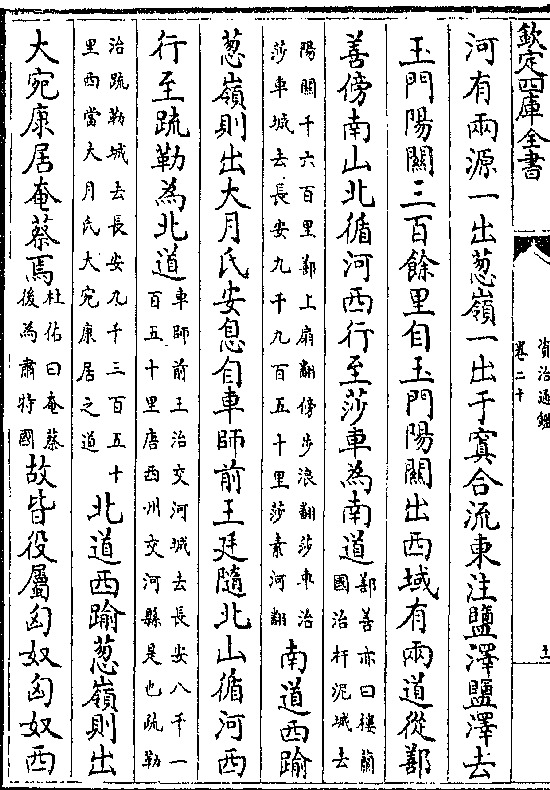 欽定四庫全書
資治通鑑
卷二十
河有兩源一出葱嶺一出于窴合流東注鹽澤鹽澤去
玉門陽關三百餘里自玉門陽關出西域有兩道從鄯
善傍南山北循河西行至莎車為南道鄯善亦曰樓蘭
國治扜泥城去
陽關千六百里鄯上扇翻傍步浪翻莎車治
莎車城去長安九千九百五十里莎素河翻南道西踰
葱嶺則出大月氏安息自車師前王廷隨北山循河西
行至疏勒為北道車師前王治交河城去長安八千一
百五十里唐西州交河縣是也疏勒
治疏勒城去長安九千三百五十
里西當大月氏大宛康居之道北道西踰葱嶺則出
大宛康居奄蔡焉杜佑曰奄蔡
後為肅特國故皆役屬匈奴匈奴西